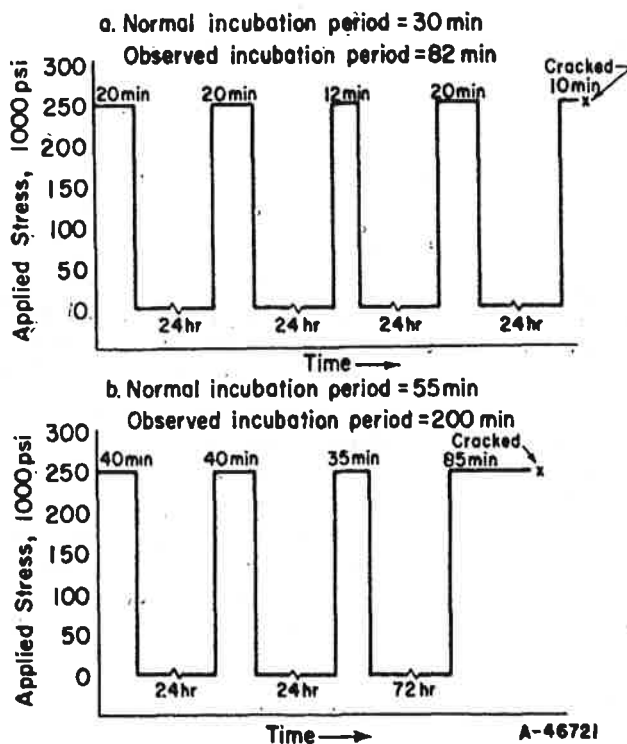 a. Normal incubation period = 30 min
Observed incubation period = 82 min
300
250
200
150
100
50
0
Applied Stress, 1000 psi
20 min
20 min
12 min
20 min
10 min
Cracked
24 hr
24 hr
24 hr
24 hr
Time
b. Normal incubation period = 55 min
Observed incubation period = 200 min
300
250
200
150
100
50
0
Applied Stress, 1000 psi
40 min
40 min
35 min
85 min
Cracked
x
24 hr
24 hr
72 hr
Time
A-46721